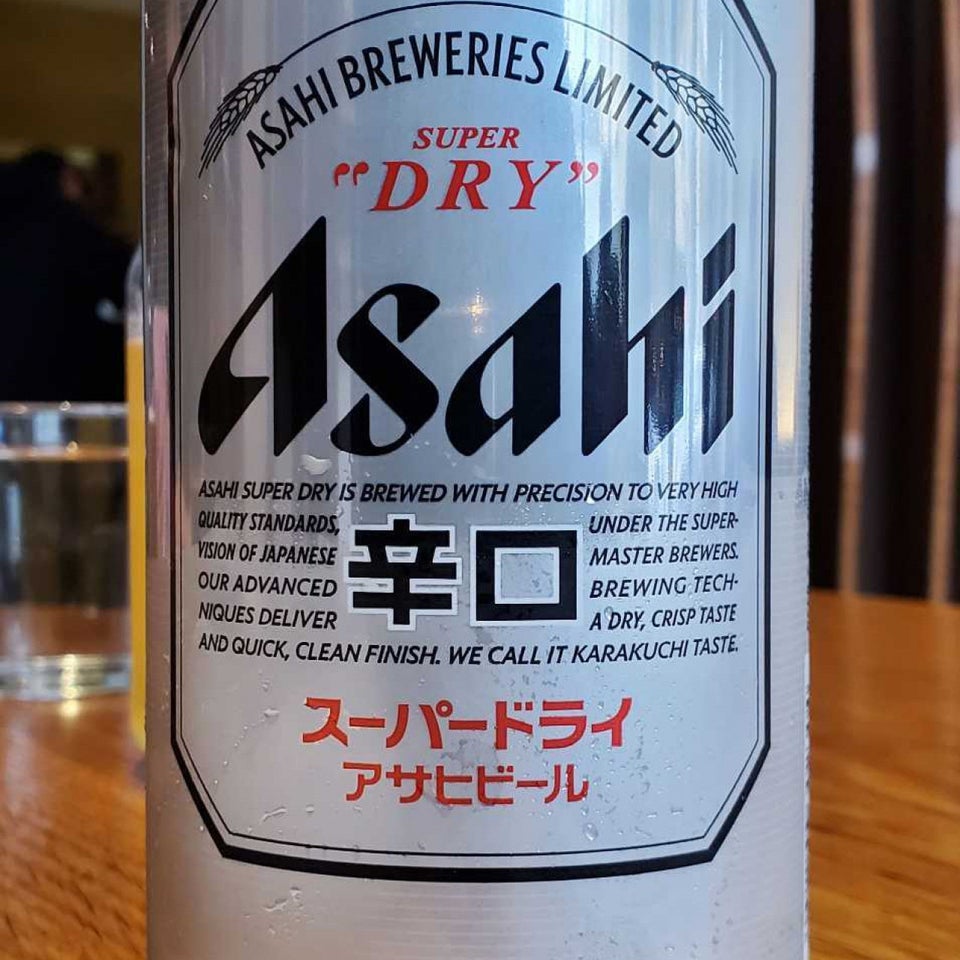 ASAHI BREWERIES LIMITED
SUPER
“DRY”
Asahi
ASAHI SUPER DRY IS BREWED WITH PRECISION TO VERY HIGH
QUALITY STANDARDS, UNDER THE SUPER-
VISION OF JAPANESE MASTER BREWERS.
OUR ADVANCED BREWING TECH-
NIQUES DELIVER A DRY, CRISP TASTE
辛口
AND QUICK, CLEAN FINISH. WE CALL IT KARAKUCHI TASTE.
スーパードライ
アサヒビール